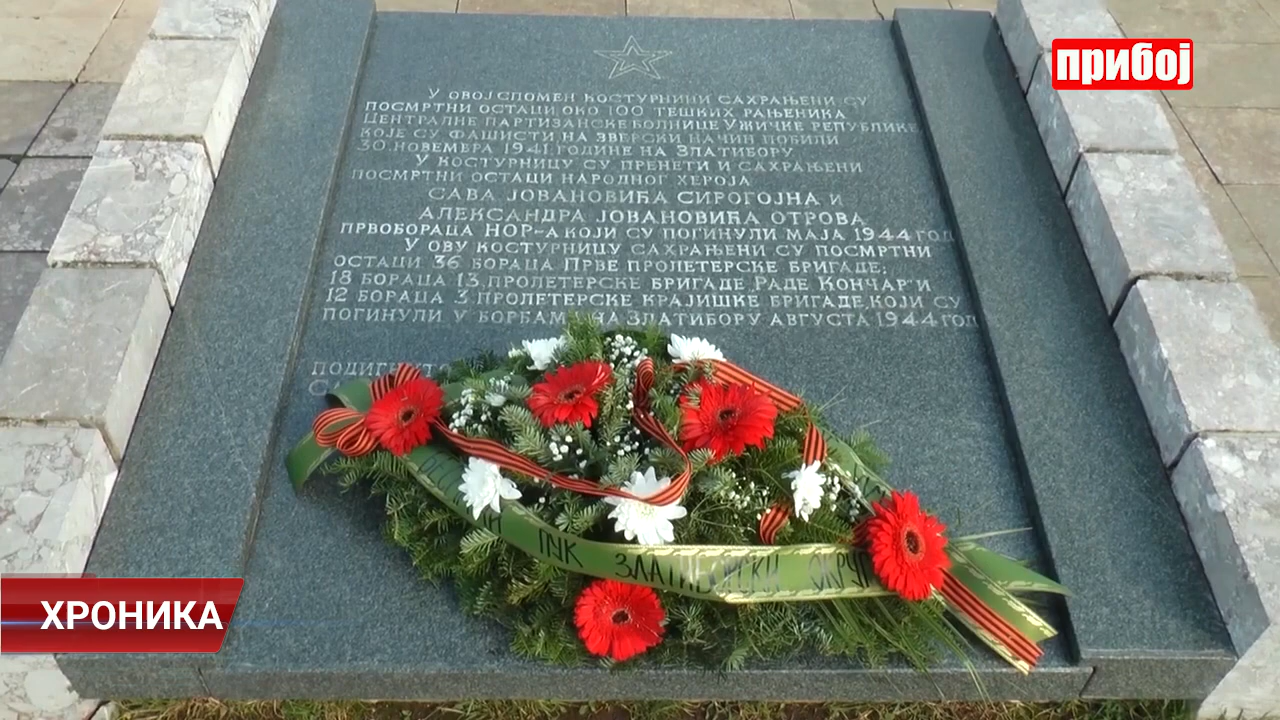 прибој
У ОВОЈ СПОМЕН КОСТУРНИЦИ САХРАЊЕНИ СУ
ПОСМРТНИ ОСТАЦИ ОКО 100 ТЕШКИХ РАЊЕНИКА
ЦЕНТРАЛНЕ ПАРТИЗАНСКЕ БОЛНИЦЕ УЖИЧКЕ РЕПУБЛИКЕ
КОЈЕ СУ ФАШИСТИ НА ЗВЕРСКИ НАЧИН ПОБИЛИ
30. НОВЕМБРА 1941. ГОДИНЕ НА ЗЛАТИБОРУ
У КОСТУРНИЦУ СУ ПРЕНЕТИ И САХРАЊЕНИ
ПОСМРТНИ ОСТАЦИ НАРОДНОГ ХЕРОЈА
САВА ЈОВАНОВИЋА СИРОГОЈНА И
АЛЕКСАНДРА ЈОВАНОВИЋА ОТРОВА
ПРВОБОРАЦА НОР-А КОЈИ СУ ПОГИНУЛИ МАЈА 1944 ГОД
У ОВУ КОСТУРНИЦУ САХРАЊЕНИ СУ ПОСМРТНИ
ОСТАЦИ 36 БОРАЦА ПРВЕ ПРОЛЕТЕРСКЕ БРИГАДЕ;
18 БОРАЦА 13. ПРОЛЕТЕРСКЕ БРИГАДЕ „РАДЕ КОНЧАР" И
12 БОРАЦА 3. ПРОЛЕТЕРСКЕ КРАЈИШКЕ БРИГАДЕ, КОЈИ СУ
ПОГИНУЛИ У БОРБАМА НА ЗЛАТИБОРУ АВГУСТА 1944 ГОД
ЗЛАТИБОРСКИ
ХРОНИКА